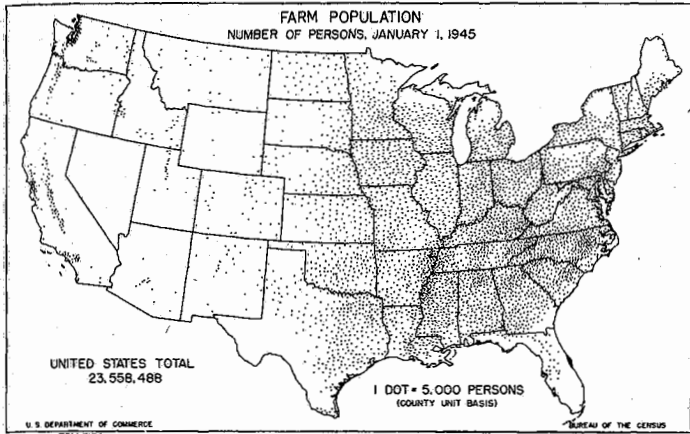 FARM POPULATION
NUMBER OF PERSONS, JANUARY 1, 1945
UNITED STATES TOTAL
23,558,488
1 DOT = 5,000 PERSONS
(COUNTY UNIT BASIS)
U. S. DEPARTMENT OF COMMERCE
BUREAU OF THE CENSUS